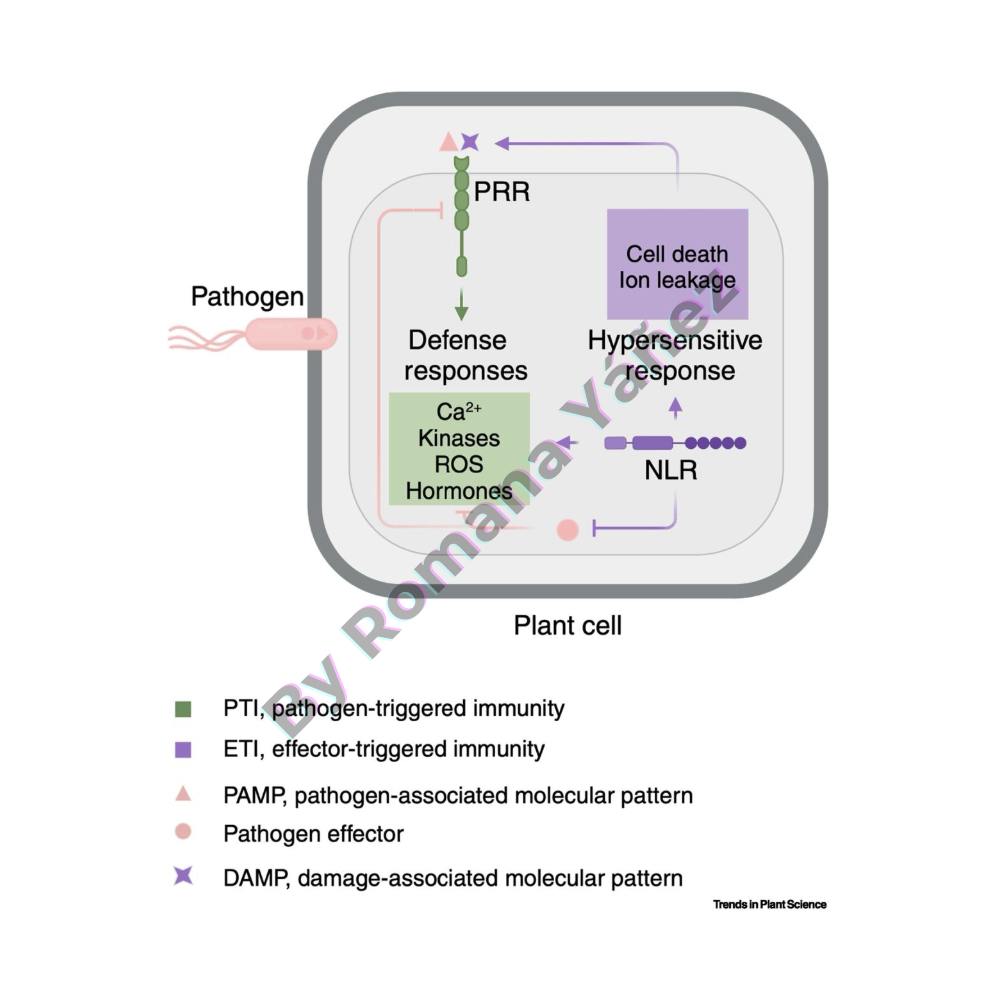 PRR
Cell death
Ion leakage
Pathogen
Defense
responses
Hypersensitive
response
Ca²⁺
Kinases
ROS
Hormones
NLR
Plant cell
By Romana Yáñez
PTI, pathogen-triggered immunity
ETI, effector-triggered immunity
PAMP, pathogen-associated molecular pattern
Pathogen effector
DAMP, damage-associated molecular pattern
Trends in Plant Science